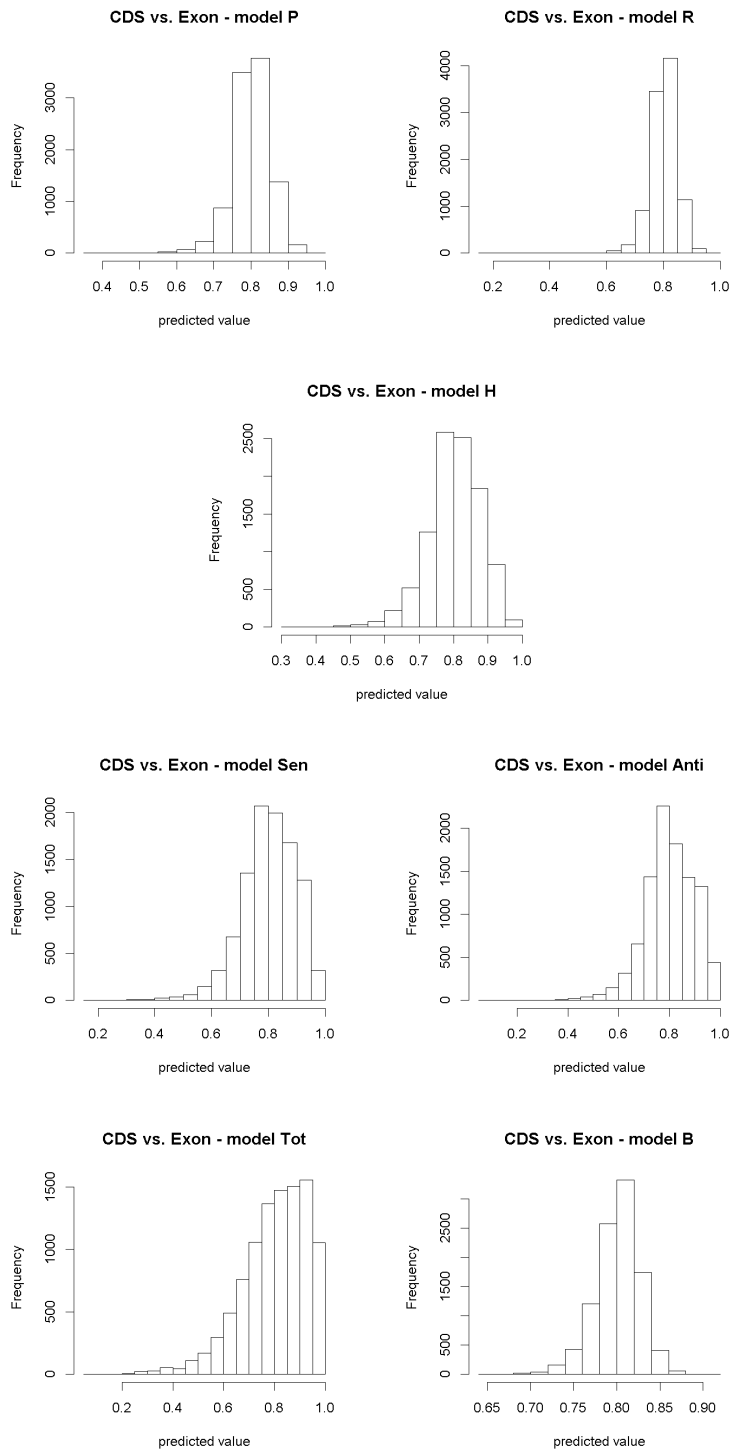 CDS vs. Exon - model P
Frequency
0 1000 2000 3000
0.4 0.5 0.6 0.7 0.8 0.9 1.0
predicted value
CDS vs. Exon - model R
Frequency
0 1000 2000 3000 4000
0.2 0.4 0.6 0.8 1.0
predicted value
CDS vs. Exon - model H
Frequency
0 500 1500 2500
0.3 0.4 0.5 0.6 0.7 0.8 0.9 1.0
predicted value
CDS vs. Exon - model Sen
Frequency
0 500 1000 1500 2000
0.2 0.4 0.6 0.8 1.0
predicted value
CDS vs. Exon - model Anti
Frequency
0 500 1000 1500 2000
0.2 0.4 0.6 0.8 1.0
predicted value
CDS vs. Exon - model Tot
Frequency
0 500 1000 1500
0.2 0.4 0.6 0.8 1.0
predicted value
CDS vs. Exon - model B
Frequency
0 500 1500 2500
0.65 0.70 0.75 0.80 0.85 0.90
predicted value